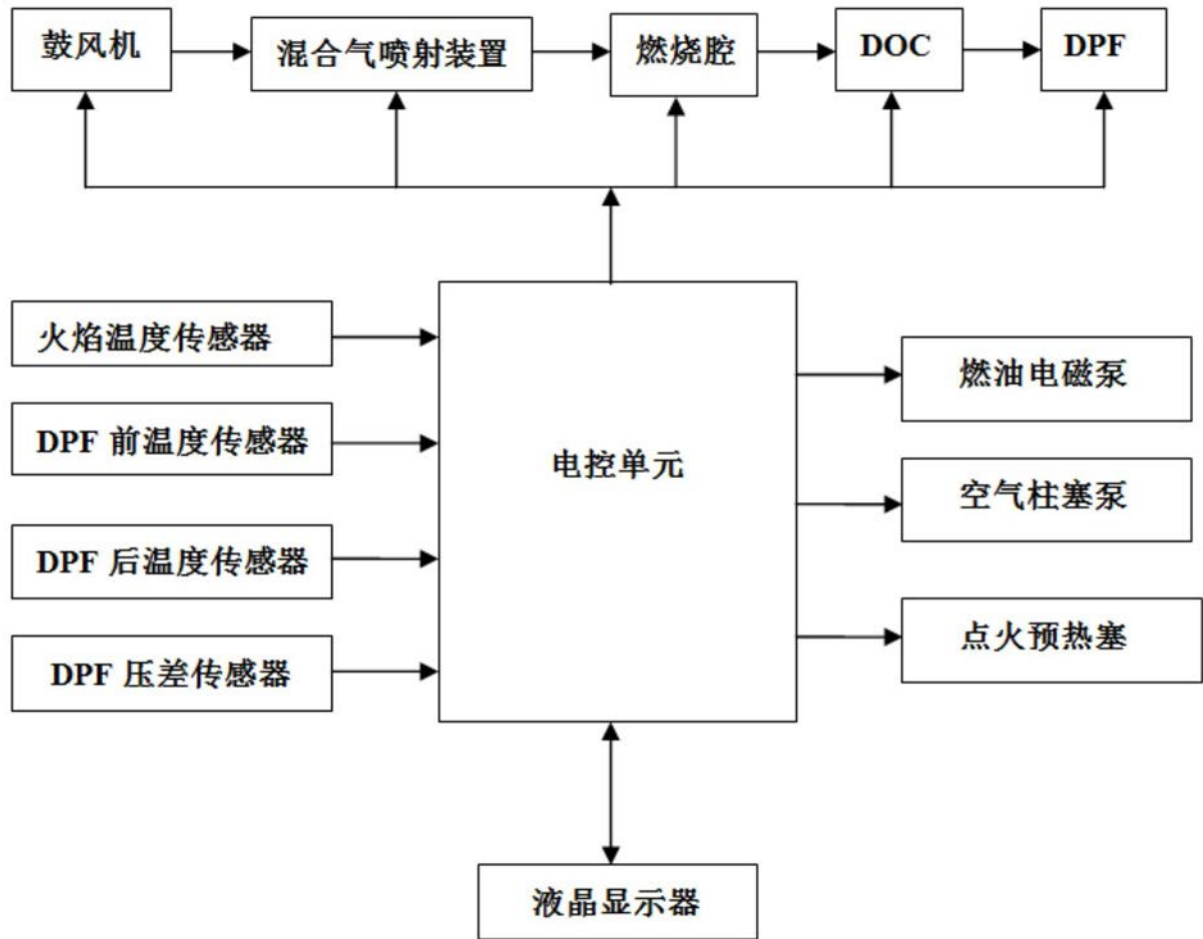 鼓风机
混合气喷射装置
燃烧腔
DOC
DPF
火焰温度传感器
DPF 前温度传感器
DPF 后温度传感器
DPF 压差传感器
电控单元
燃油电磁泵
空气柱塞泵
点火预热塞
液晶显示器